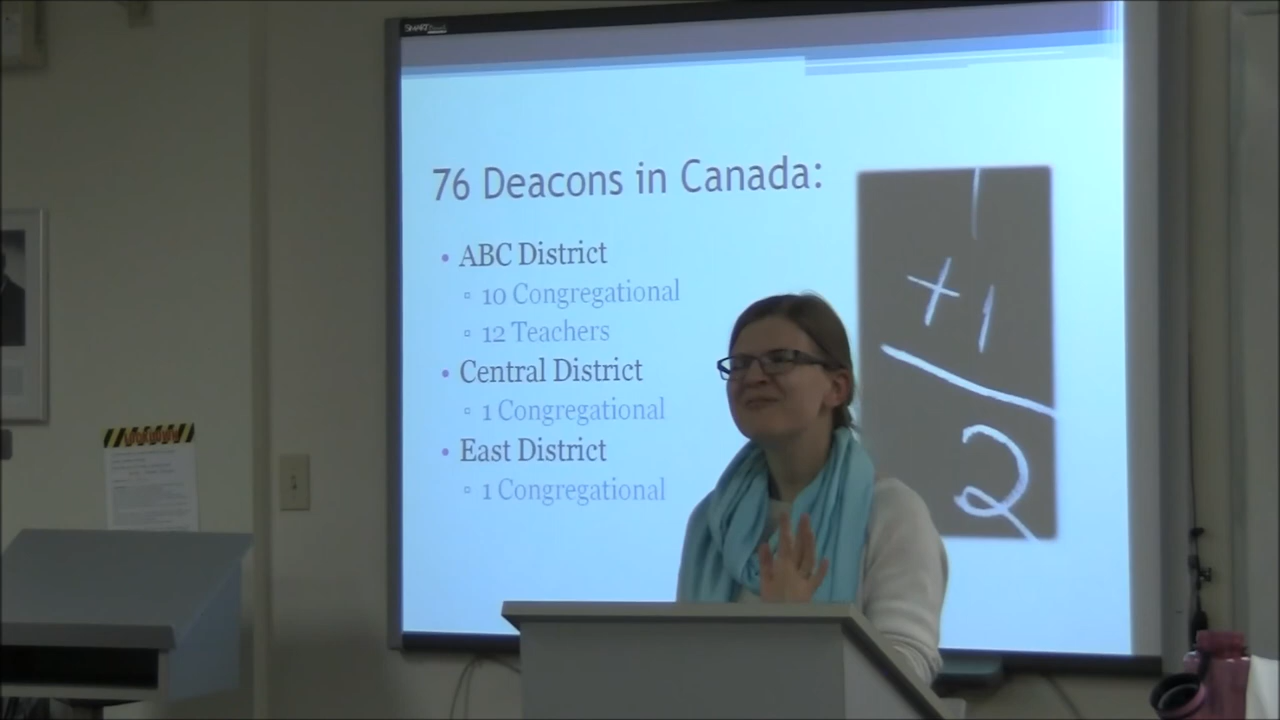 SMART
76 Deacons in Canada:
• ABC District
▫ 10 Congregational
▫ 12 Teachers
• Central District
▫ 1 Congregational
• East District
▫ 1 Congregational
1
+1
2